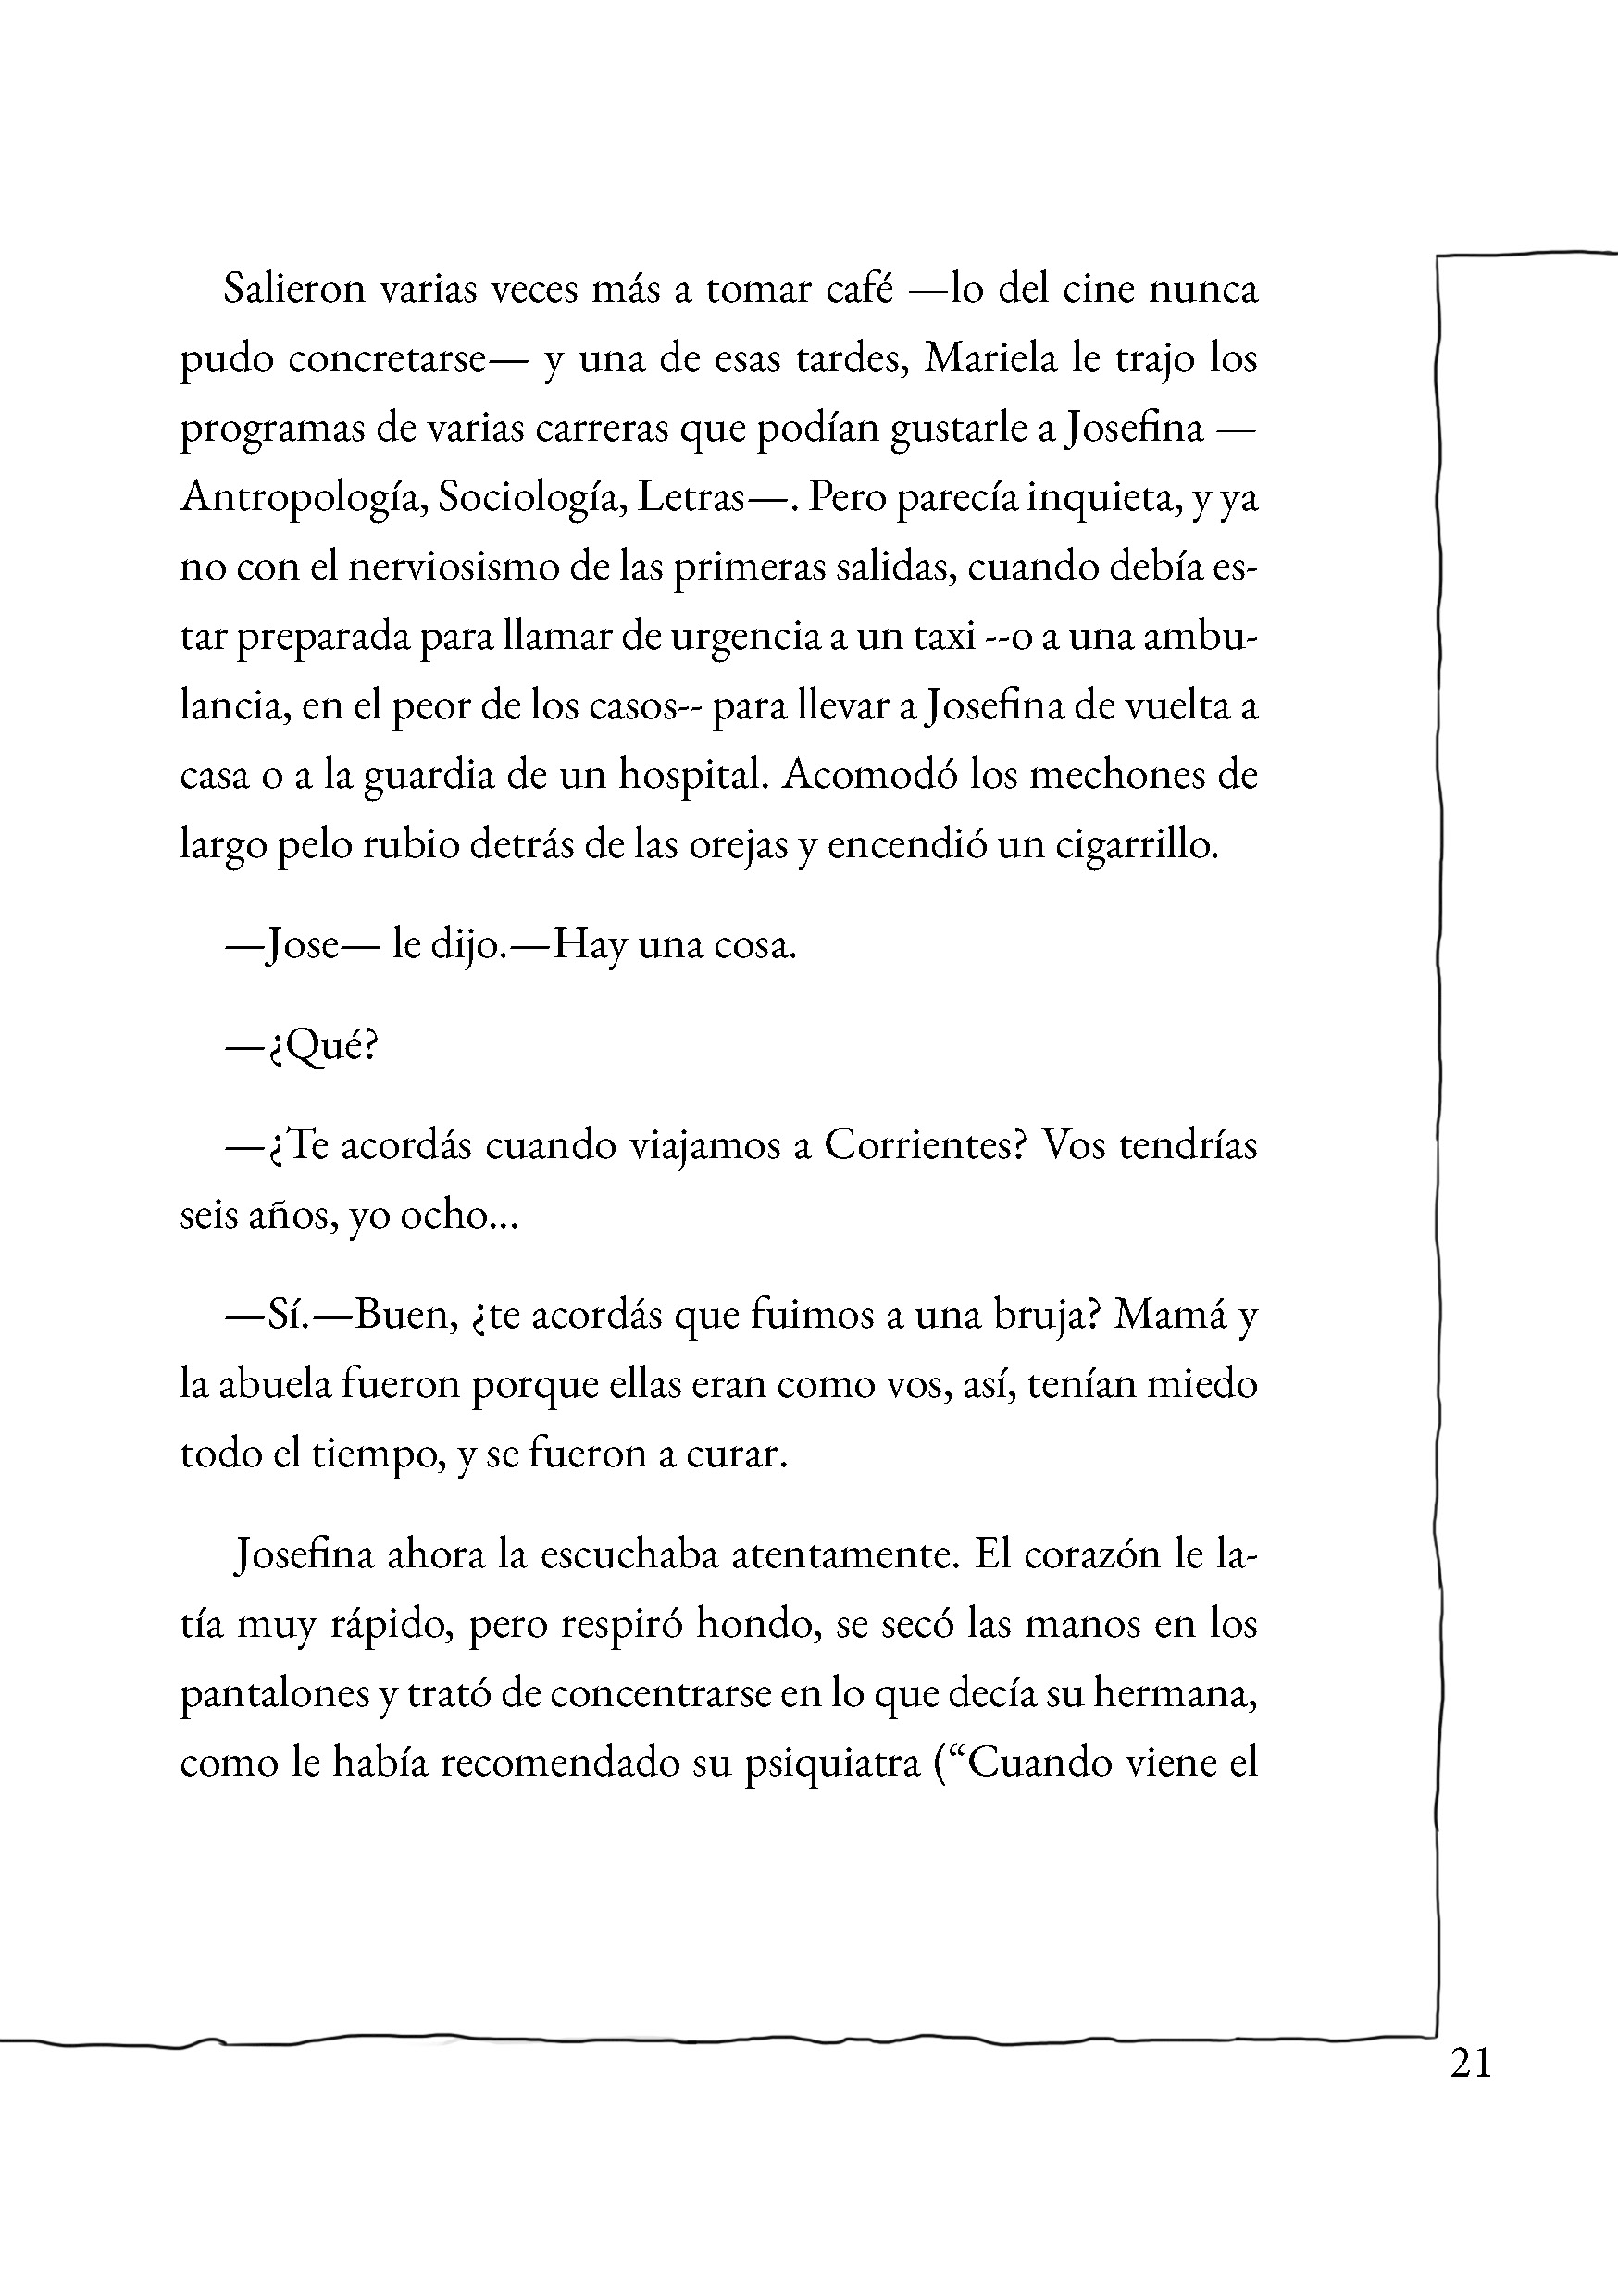 Salieron varias veces más a tomar café —lo del cine nunca
pudo concretarse— y una de esas tardes, Mariela le trajo los
programas de varias carreras que podían gustarle a Josefina —
Antropología, Sociología, Letras—. Pero parecía inquieta, y ya
no con el nerviosismo de las primeras salidas, cuando debía es-
tar preparada para llamar de urgencia a un taxi --o a una ambu-
lancia, en el peor de los casos-- para llevar a Josefina de vuelta a
casa o a la guardia de un hospital. Acomodó los mechones de
largo pelo rubio detrás de las orejas y encendió un cigarrillo.
—Jose— le dijo.—Hay una cosa.
—¿Qué?
—¿Te acordás cuando viajamos a Corrientes? Vos tendrías
seis años, yo ocho...
—Sí.—Buen, ¿te acordás que fuimos a una bruja? Mamá y
la abuela fueron porque ellas eran como vos, así, tenían miedo
todo el tiempo, y se fueron a curar.
Josefina ahora la escuchaba atentamente. El corazón le la-
tía muy rápido, pero respiró hondo, se secó las manos en los
pantalones y trató de concentrarse en lo que decía su hermana,
como le había recomendado su psiquiatra (“Cuando viene el
21